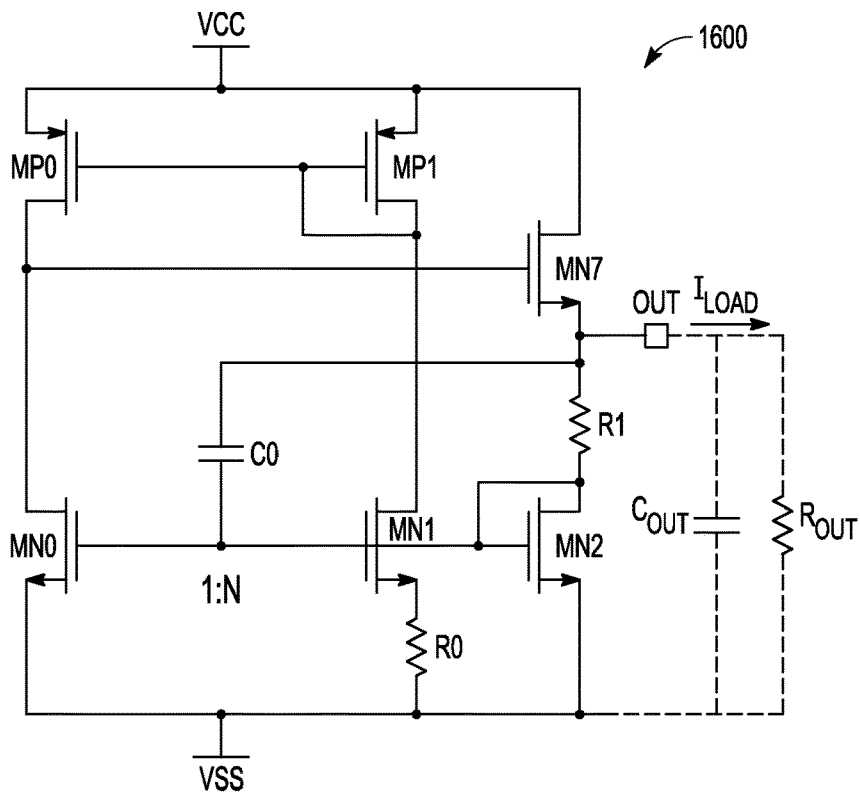 VCC
1600
MP0
MP1
MN7
OUT
I_LOAD
R1
C0
MN0
MN1
MN2
C_OUT
R_OUT
1:N
R0
VSS